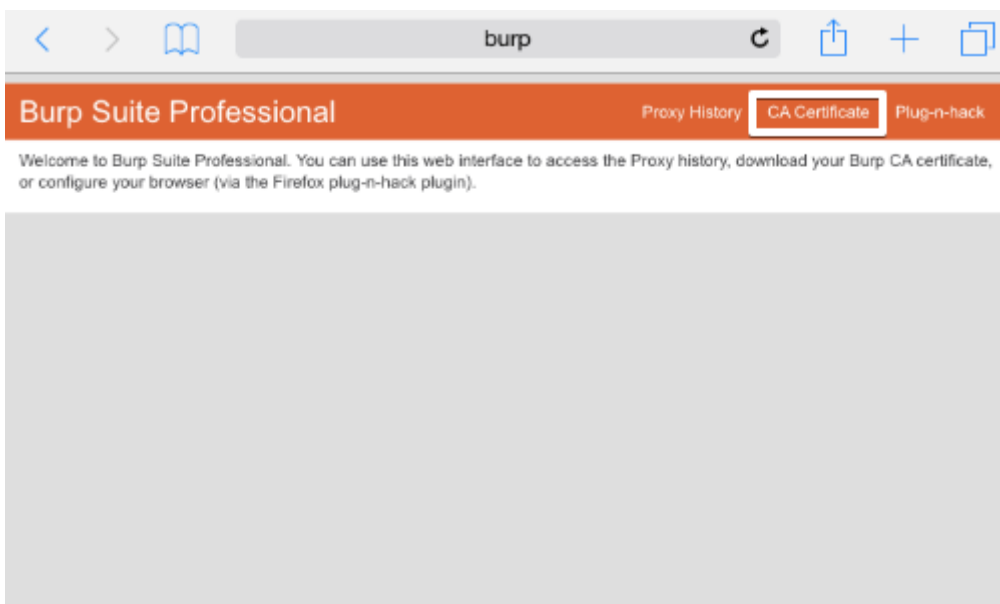 burp
Burp Suite Professional
Proxy History
CA Certificate
Plug-n-hack
Welcome to Burp Suite Professional. You can use this web interface to access the Proxy history, download your Burp CA certificate,
or configure your browser (via the Firefox plug-n-hack plugin).